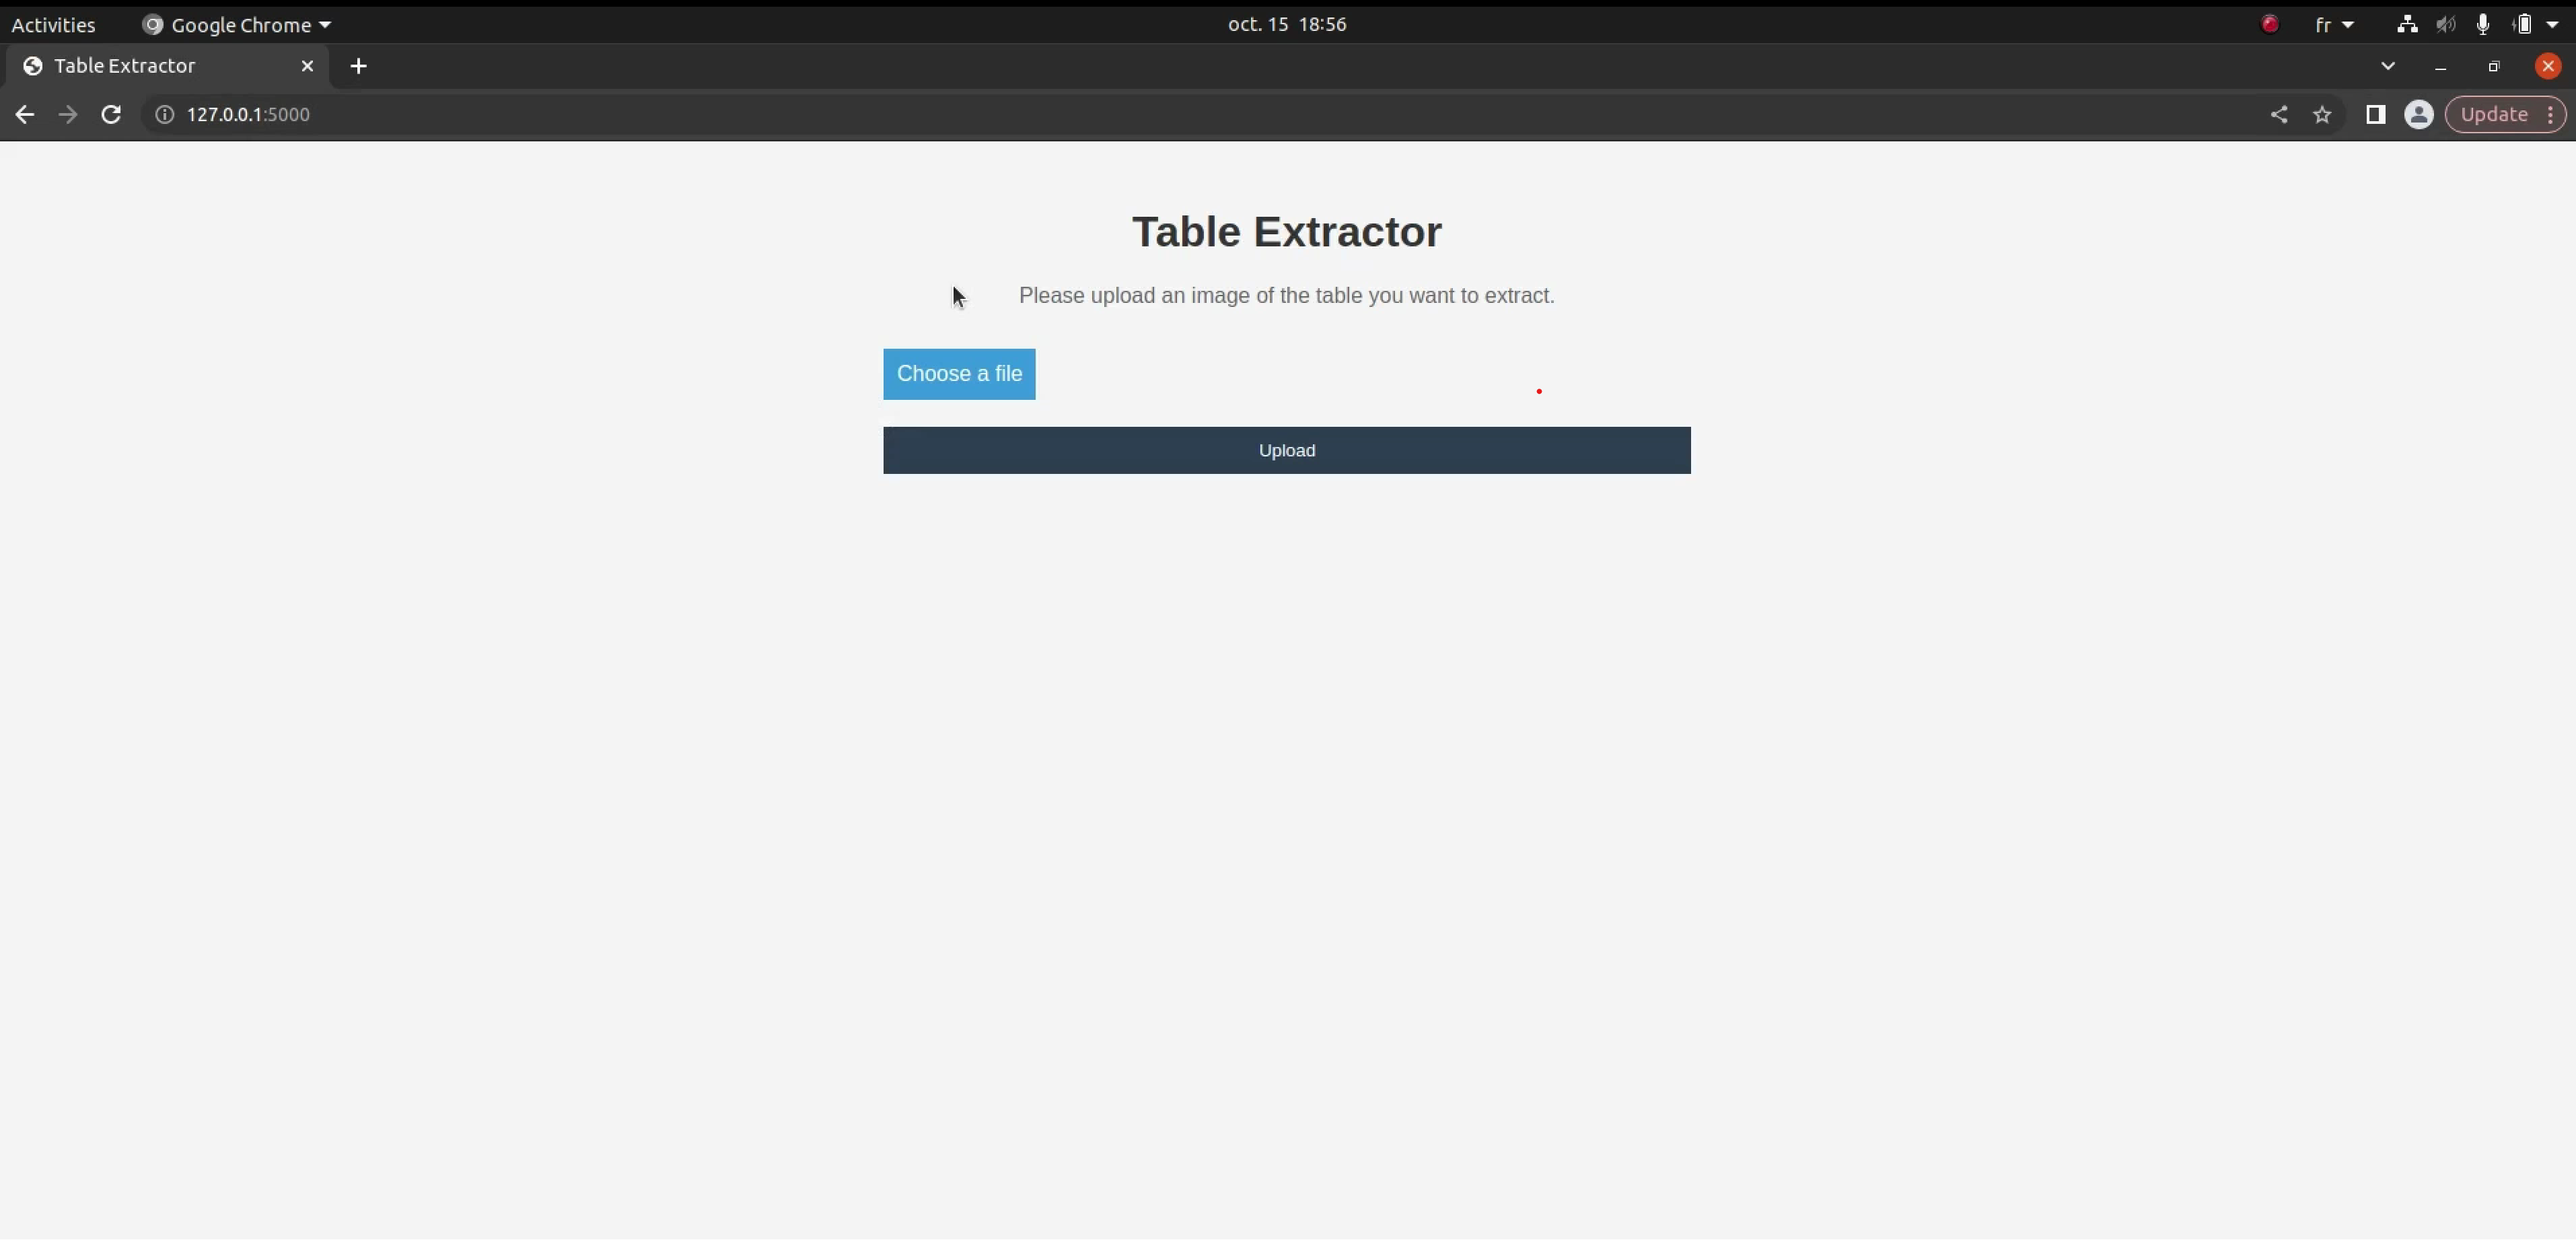 Activities Google Chrome oct. 15 18:56 fr
Table Extractor
127.0.0.1:5000 Update
Table Extractor
Please upload an image of the table you want to extract.
Choose a file
Upload